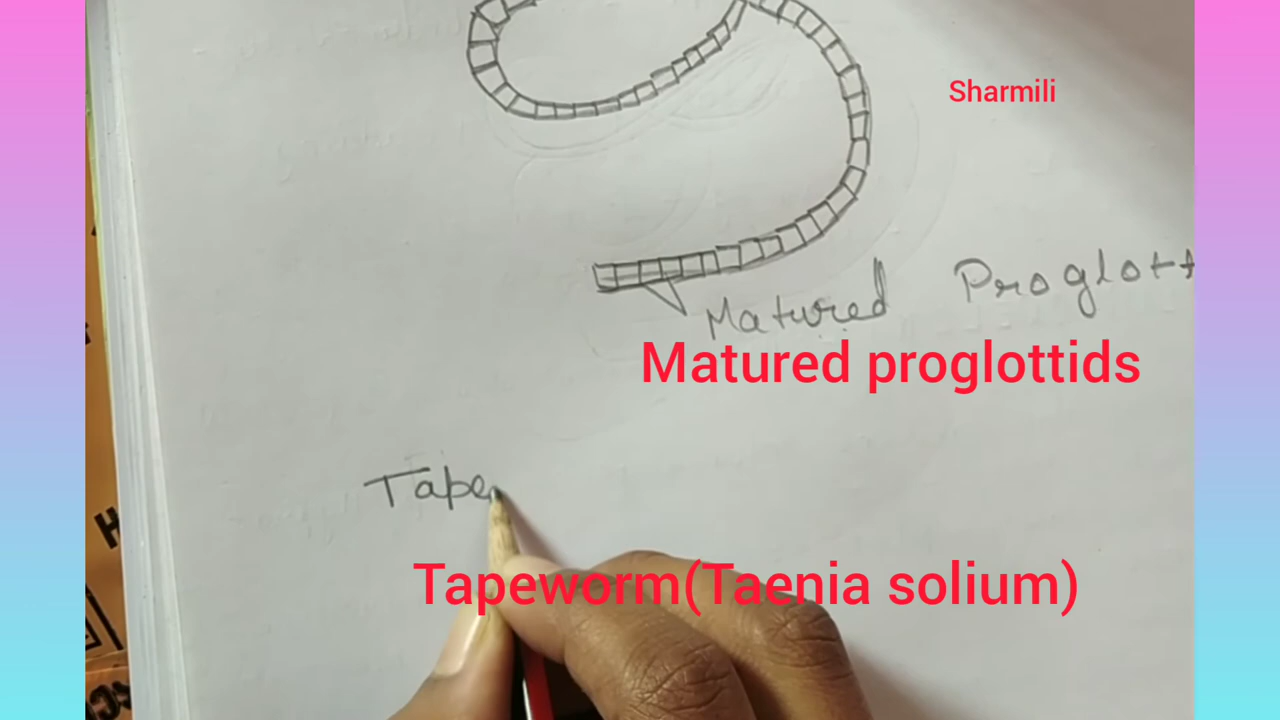 Sharmili
Matured Proglott
Matured proglottids
Tape
Tapeworm(Taenia solium)